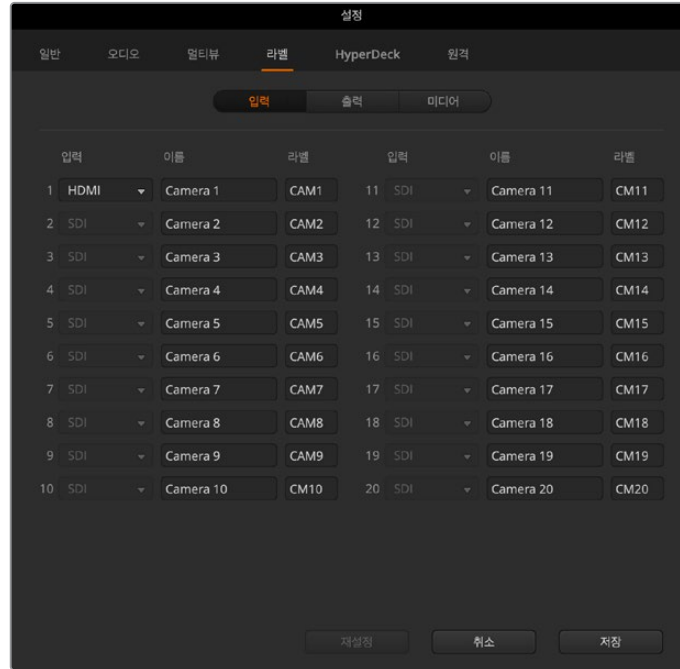 설정
일반 오디오 멀티뷰 라벨 HyperDeck 원격
입력 출력 미디어
입력 이름 라벨 입력 이름 라벨
1 HDMI Camera 1 CAM1 11 SDI Camera 11 CM11
2 SDI Camera 2 CAM2 12 SDI Camera 12 CM12
3 SDI Camera 3 CAM3 13 SDI Camera 13 CM13
4 SDI Camera 4 CAM4 14 SDI Camera 14 CM14
5 SDI Camera 5 CAM5 15 SDI Camera 15 CM15
6 SDI Camera 6 CAM6 16 SDI Camera 16 CM16
7 SDI Camera 7 CAM7 17 SDI Camera 17 CM17
8 SDI Camera 8 CAM8 18 SDI Camera 18 CM18
9 SDI Camera 9 CAM9 19 SDI Camera 19 CM19
10 SDI Camera 10 CM10 20 SDI Camera 20 CM20
재설정 취소 저장